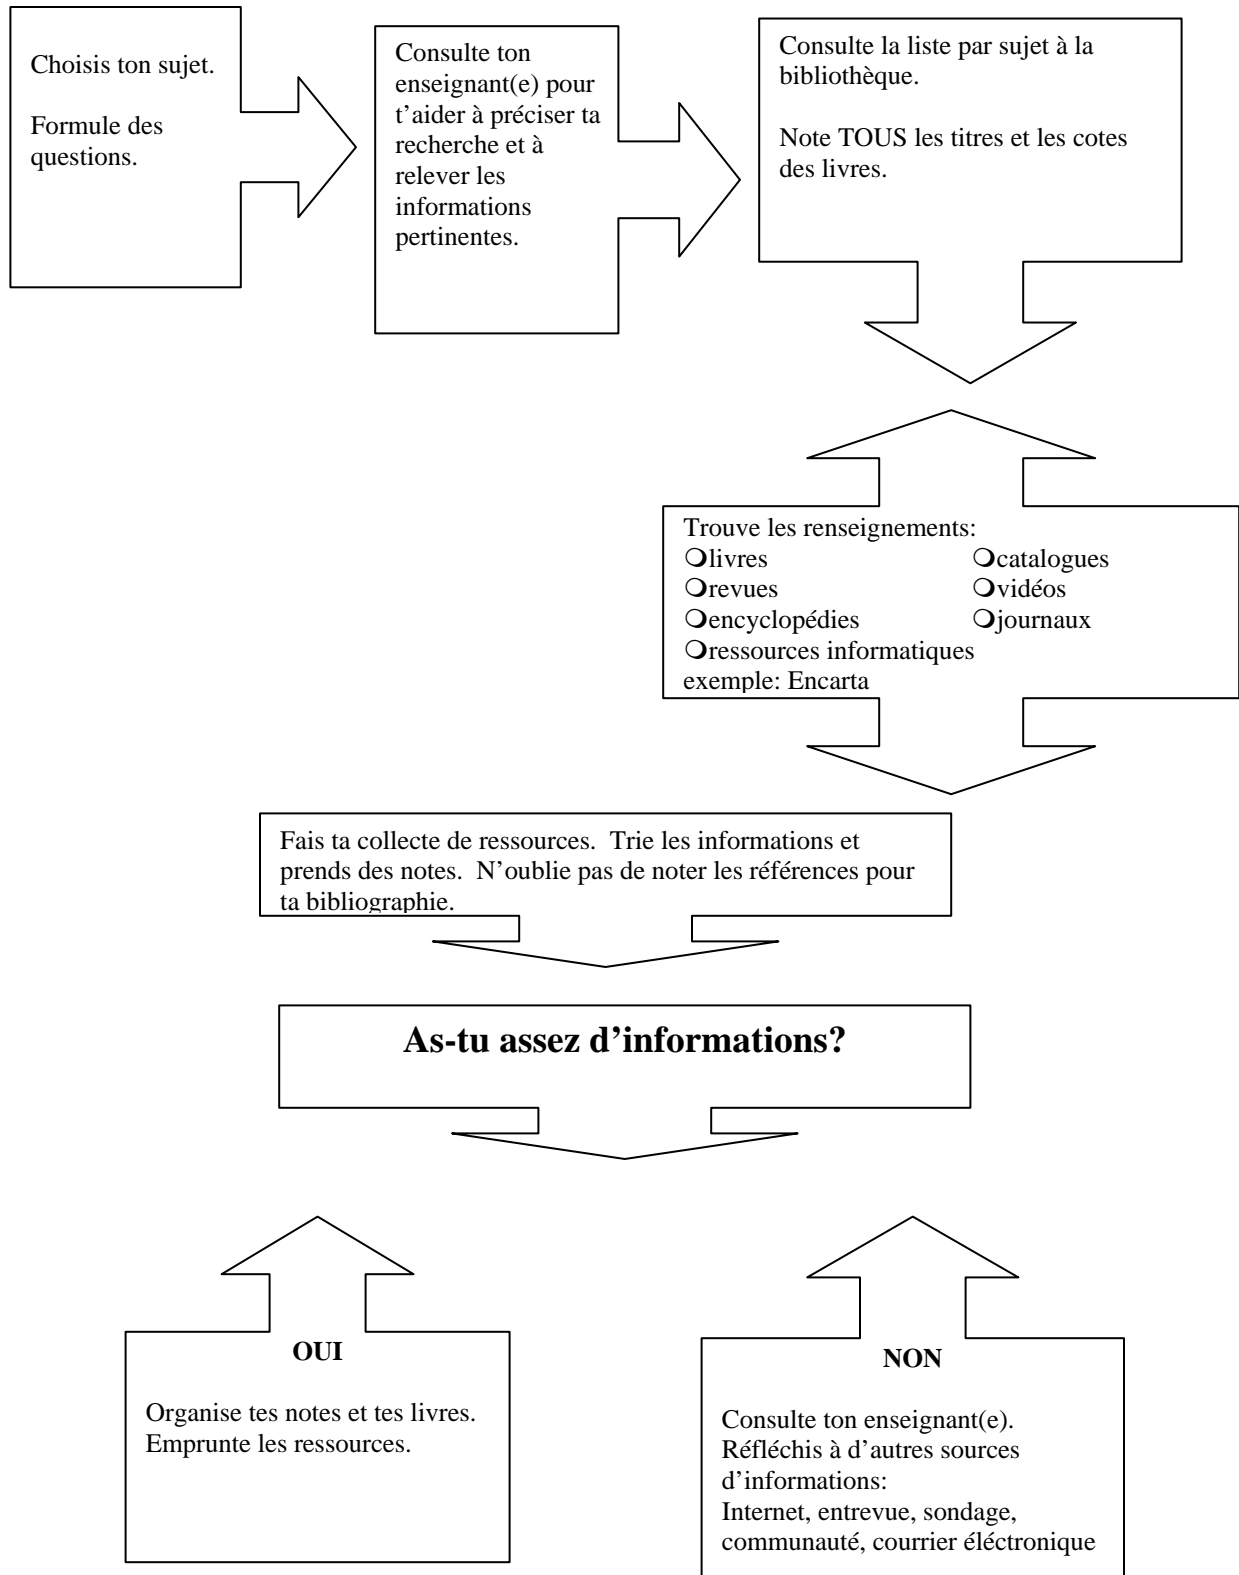 Choisis ton sujet.
Formule des
questions.
Consulte ton
enseignant(e) pour
t'aider à préciser ta
recherche et à
relever les
informations
pertinentes.
Consulte la liste par sujet à la
bibliothèque.
Note TOUS les titres et les cotes
des livres.
Trouve les renseignements:
❍livres ❍catalogues
❍revues ❍vidéos
❍encyclopédies ❍journaux
❍ressources informatiques
exemple: Encarta
Fais ta collecte de ressources.  Trie les informations et
prends des notes.  N'oublie pas de noter les références pour
ta bibliographie.
As-tu assez d'informations?
OUI
Organise tes notes et tes livres.
Emprunte les ressources.
NON
Consulte ton enseignant(e).
Réfléchis à d'autres sources
d'informations:
Internet, entrevue, sondage,
communauté, courrier éléctronique